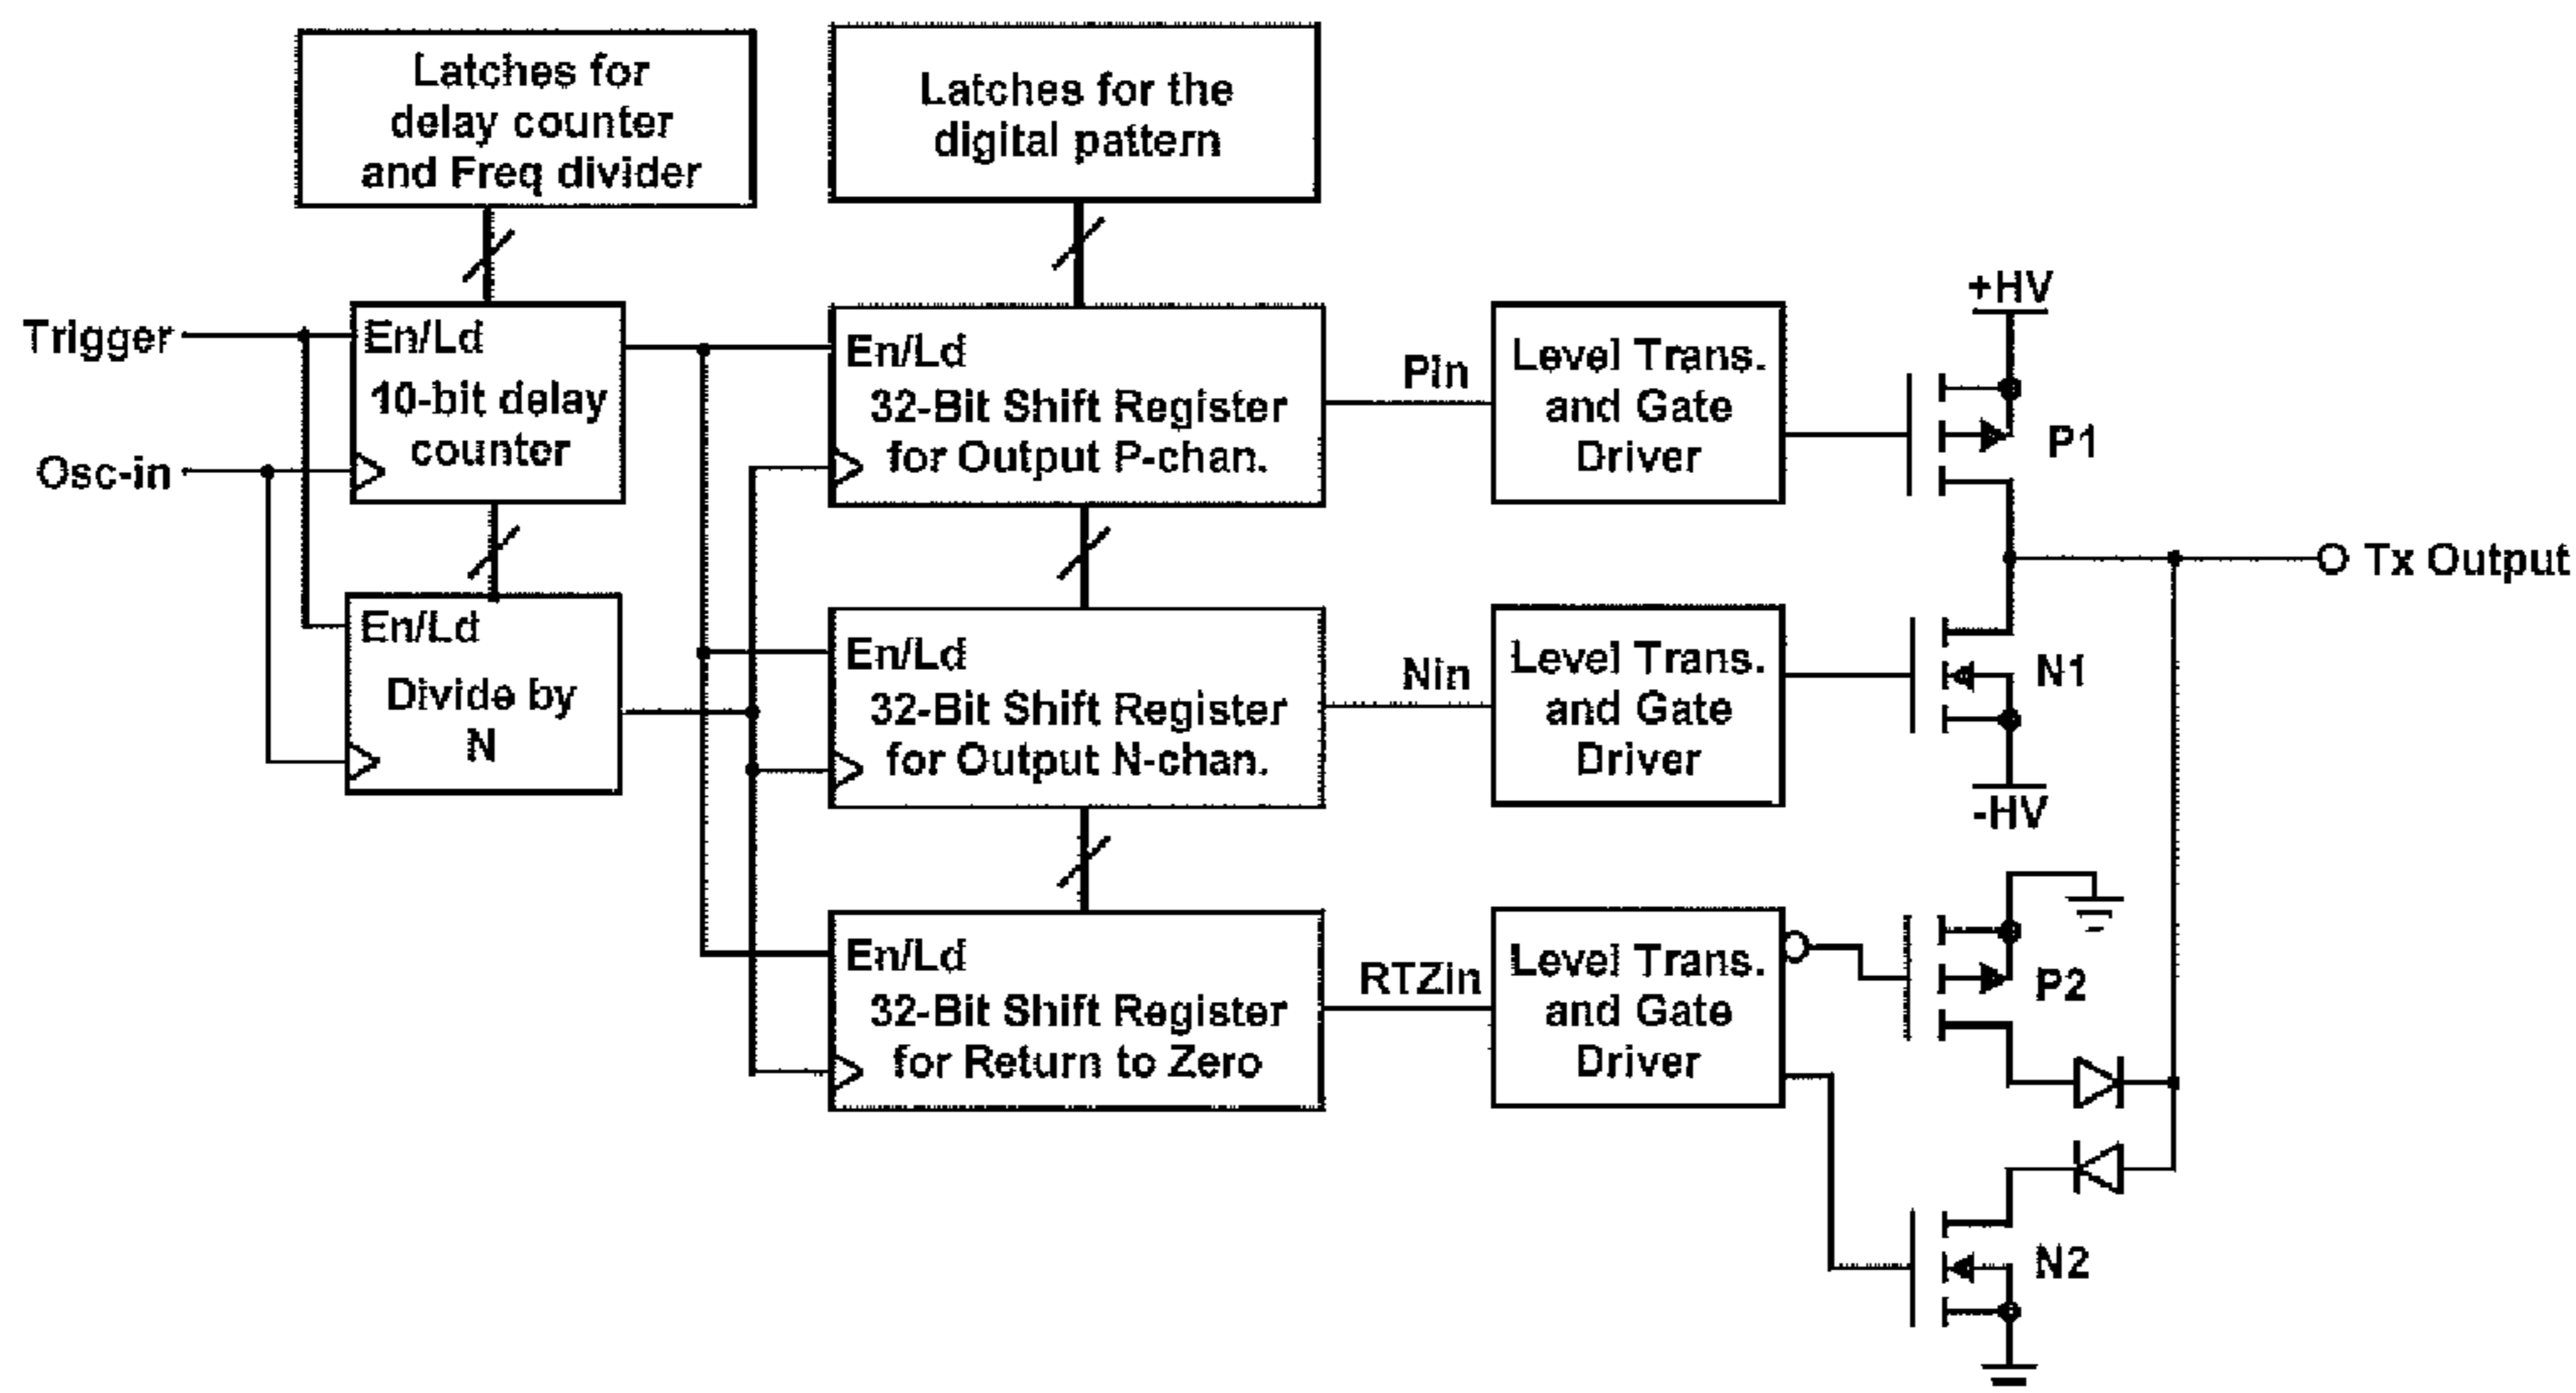 Latches for
delay counter
and Freq divider
Latches for the
digital pattern
Trigger
Osc-in
En/Ld
10-bit delay
counter
En/Ld
Divide by
N
En/Ld
32-Bit Shift Register
for Output P-chan.
En/Ld
32-Bit Shift Register
for Output N-chan.
En/Ld
32-Bit Shift Register
for Return to Zero
Pin
Nin
RTZin
Level Trans.
and Gate
Driver
Level Trans.
and Gate
Driver
Level Trans.
and Gate
Driver
+HV
P1
Tx Output
N1
-HV
P2
N2